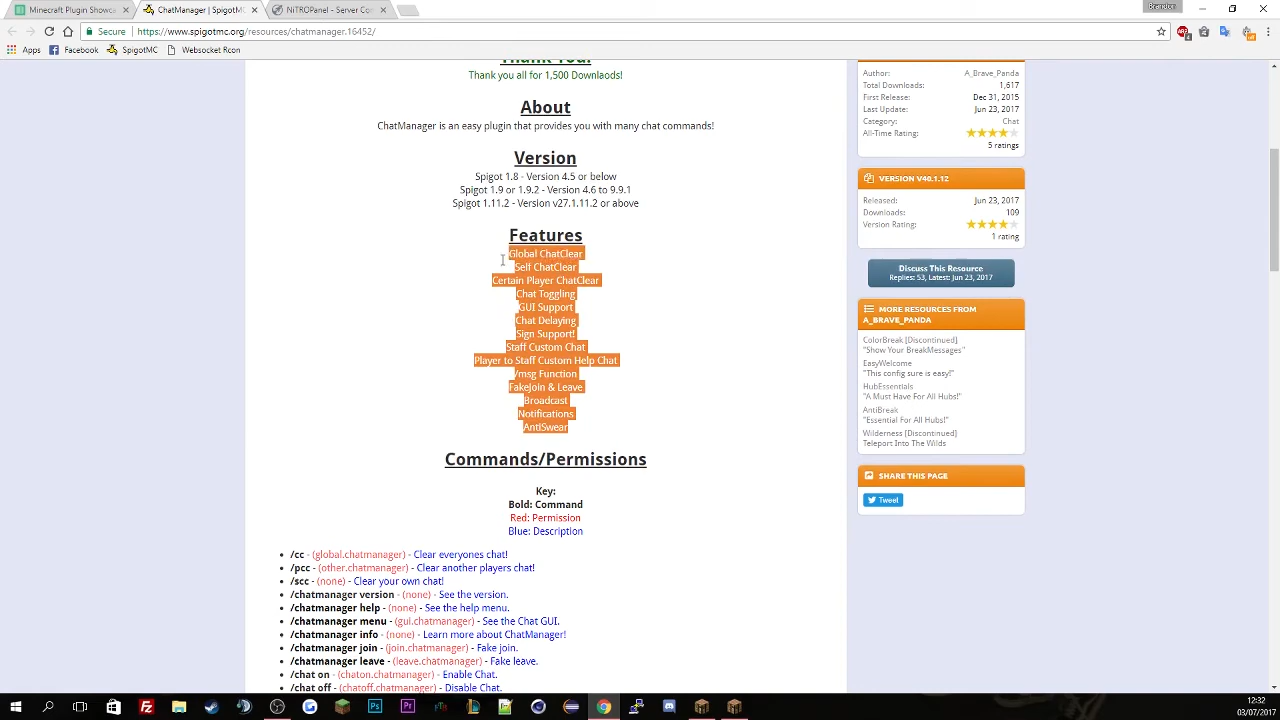 Minecraft Plugin Showca
ChatManager | SpigotMC
NiTROPanel - Server Co
Brendon
Secure
https://www.spigotmc.org/resources/chatmanager.16452/
Apps
Facebook
SpigotMC
Websocket Rcon
Thank You!
Thank you all for 1,500 Downlaods!
About
ChatManager is an easy plugin that provides you with many chat commands!
Version
Spigot 1.8 - Version 4.5 or below
Spigot 1.9 or 1.9.2 - Version 4.6 to 9.9.1
Spigot 1.11.2 - Version v27.1.11.2 or above
Features
Global ChatClear
Self ChatClear
Certain Player ChatClear
Chat Toggling
GUI Support
Chat Delaying
Sign Support!
Staff Custom Chat
Player to Staff Custom Help Chat
/msg Function
FakeJoin & Leave
Broadcast
Notifications
AntiSwear
Commands/Permissions
Key:
Bold: Command
Red: Permission
Blue: Description
/cc - (global.chatmanager) - Clear everyones chat!
/pcc - (other.chatmanager) - Clear another players chat!
/scc - (none) - Clear your own chat!
/chatmanager version - (none) - See the version.
/chatmanager help - (none) - See the help menu.
/chatmanager menu - (gui.chatmanager) - See the Chat GUI.
/chatmanager info - (none) - Learn more about ChatManager!
/chatmanager join - (join.chatmanager) - Fake join.
/chatmanager leave - (leave.chatmanager) - Fake leave.
/chat on - (chaton.chatmanager) - Enable Chat.
/chat off - (chatoff.chatmanager) - Disable Chat.
Author: A_Brave_Panda
Total Downloads: 1,617
First Release: Dec 31, 2015
Last Update: Jun 23, 2017
Category: Chat
All-Time Rating:
5 ratings
VERSION V40.1.12
Released: Jun 23, 2017
Downloads: 109
Version Rating:
1 rating
Discuss This Resource
Replies: 53, Latest: Jun 23, 2017
MORE RESOURCES FROM
A_BRAVE_PANDA
ColorBreak [Discontinued]
"Show Your BreakMessages"
EasyWelcome
"This config sure is easy!"
HubEssentials
"A Must Have For All Hubs!"
AntiBreak
"Essential For All Hubs!"
Wilderness [Discontinued]
Teleport Into The Wilds
SHARE THIS PAGE
Tweet
12:32
03/07/2017